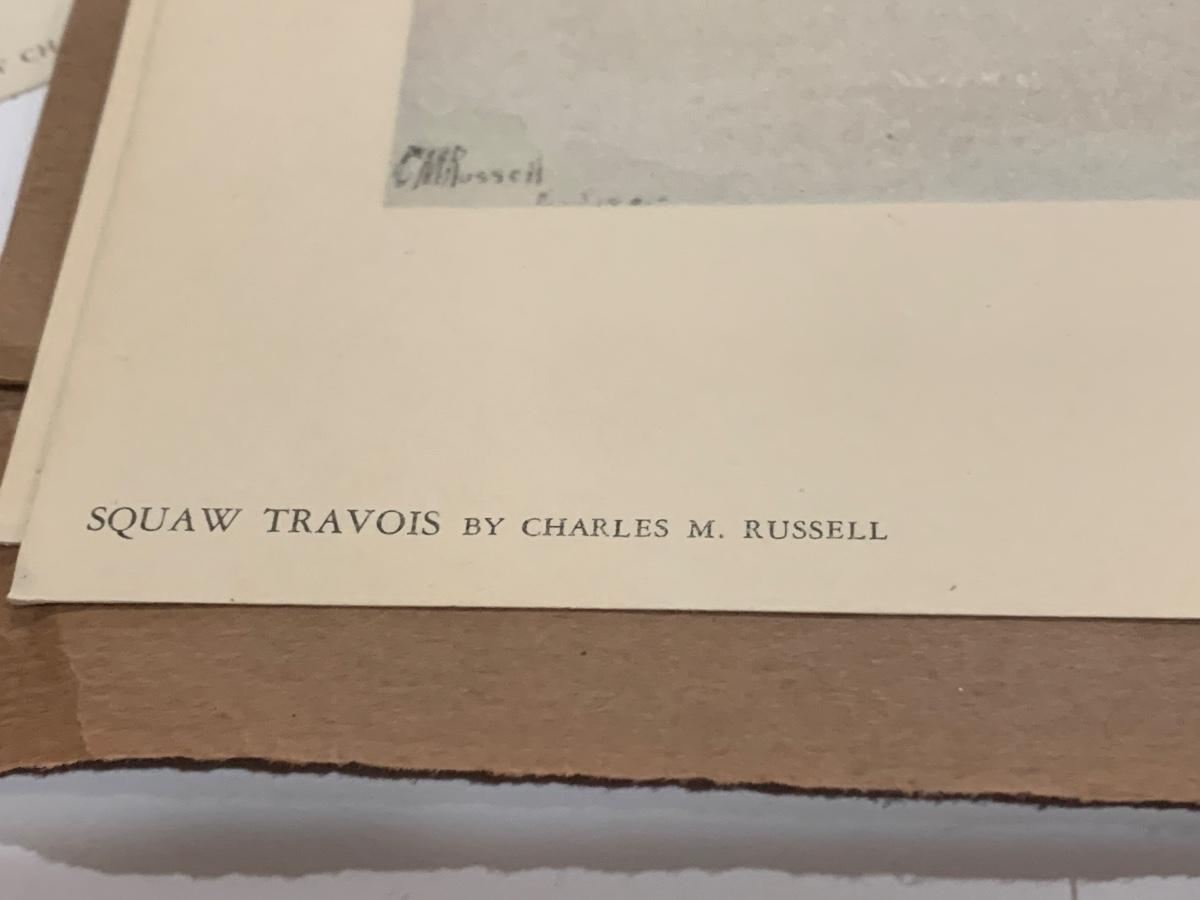 CMRussell
SQUAW TRAVOIS BY CHARLES M. RUSSELL